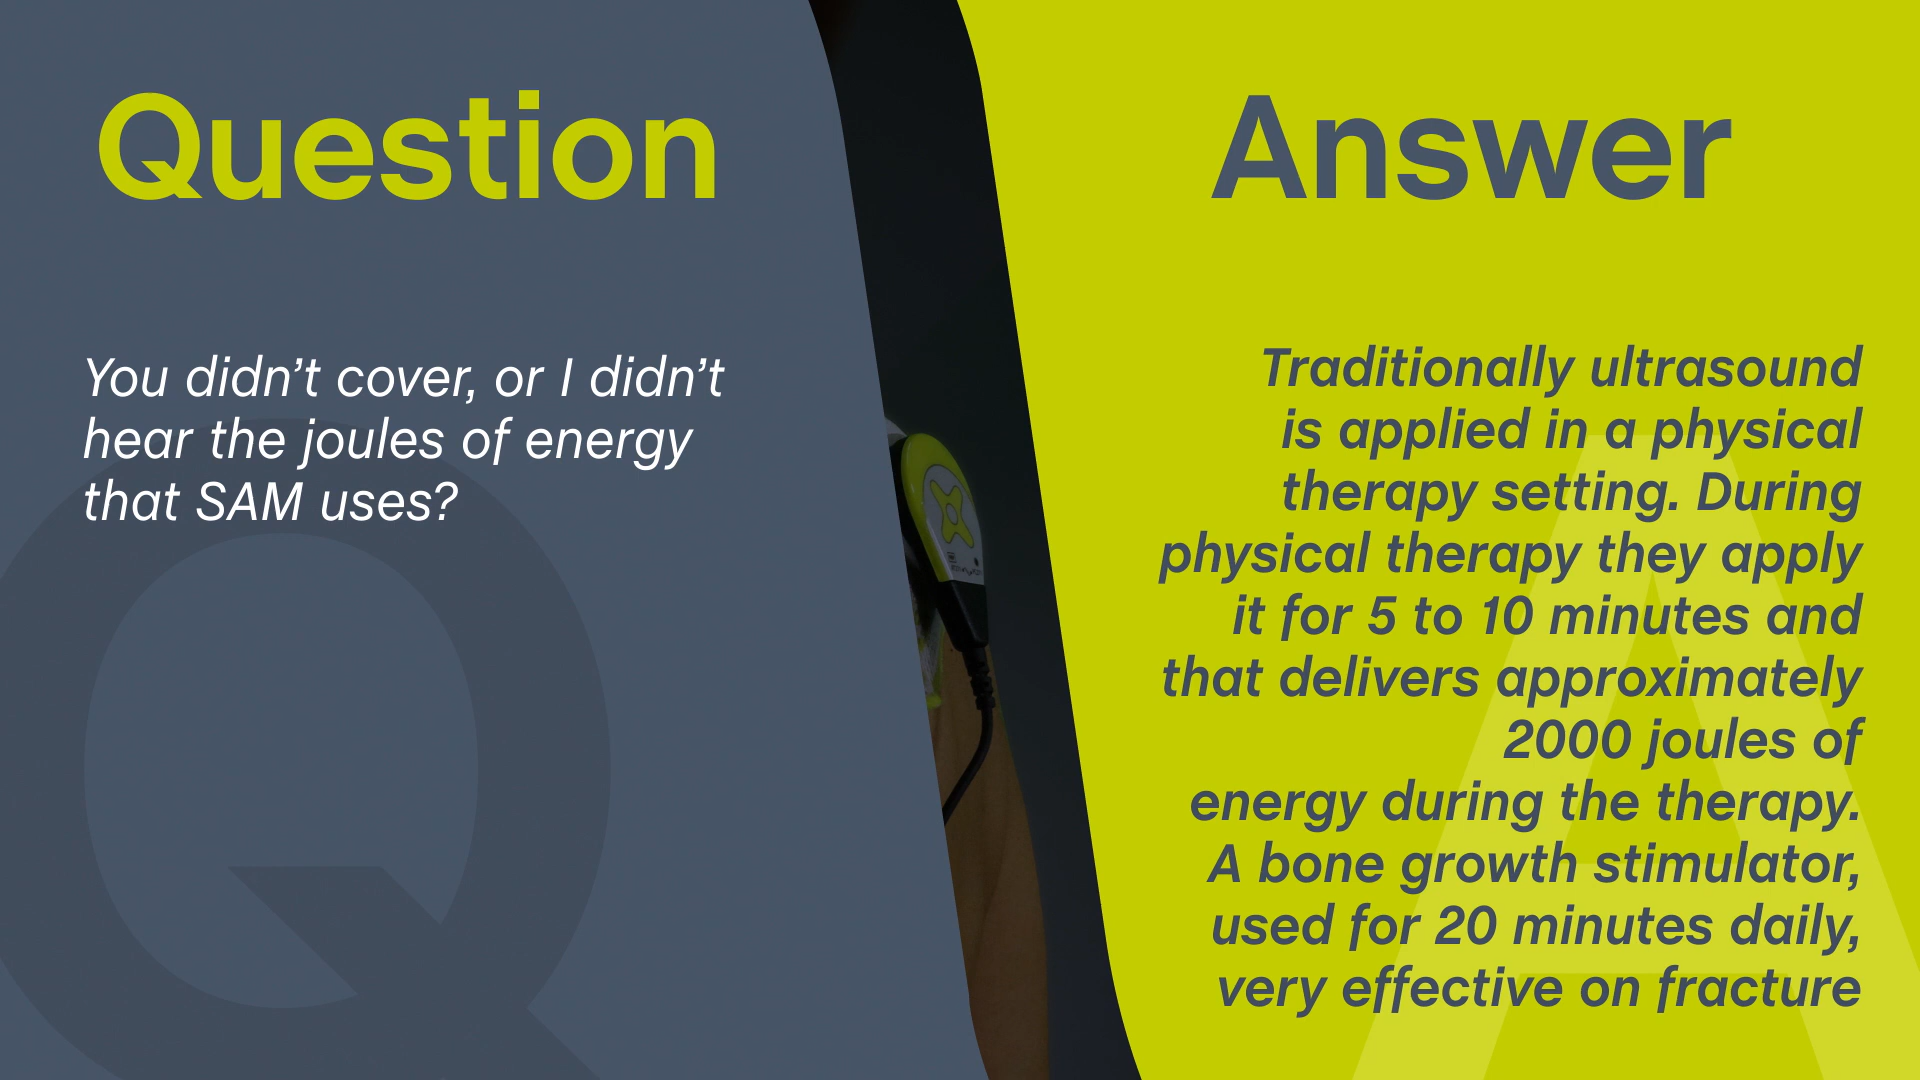 Question
You didn’t cover, or I didn’t
hear the joules of energy
that SAM uses?
Answer
Traditionally ultrasound
is applied in a physical
therapy setting. During
physical therapy they apply
it for 5 to 10 minutes and
that delivers approximately
2000 joules of
energy during the therapy.
A bone growth stimulator,
used for 20 minutes daily,
very effective on fracture